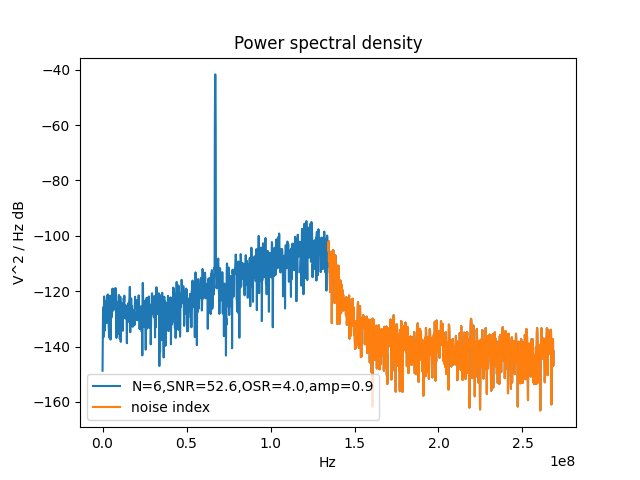 Power spectral density
V^2 / Hz dB
−40
−60
−80
−100
−120
−140
−160
N=6,SNR=52.6,OSR=4.0,amp=0.9
noise index
0.0 0.5 1.0 1.5 2.0 2.5
1e8
Hz